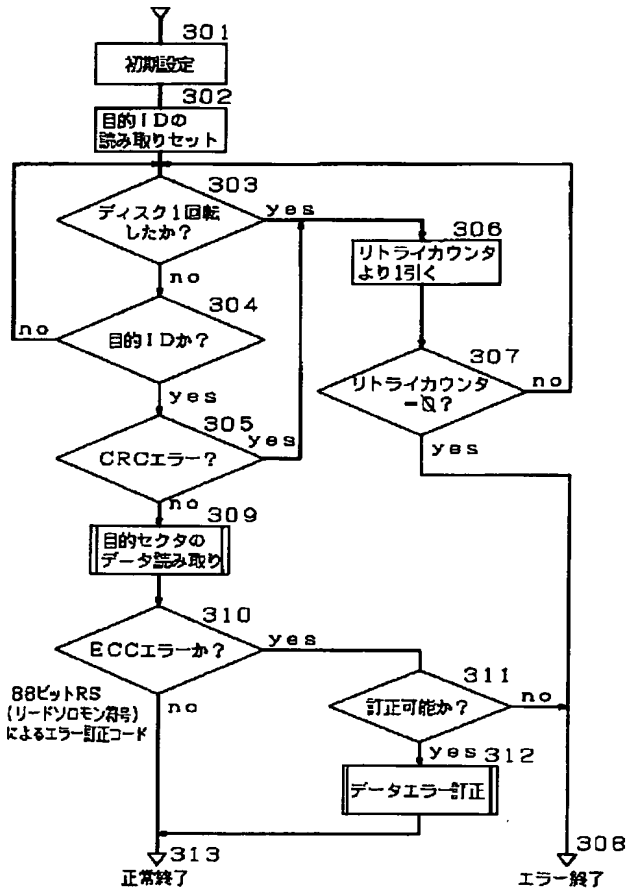 301
初期設定
302
目的IDの
読み取りセット
303
ディスク1回転
したか?
yes
no
304
目的IDか?
no
yes
305
CRCエラー?
yes
no
306
リトライカウンタ
より1引く
307
リトライカウンター
=0?
no
yes
309
目的セクタの
データ読み取り
310
ECCエラーか?
yes
no
88ビットRS
(リードソロモン符号)
によるエラー訂正コード
311
訂正可能か?
no
yes
312
データエラー訂正
313
正常終了
308
エラー終了